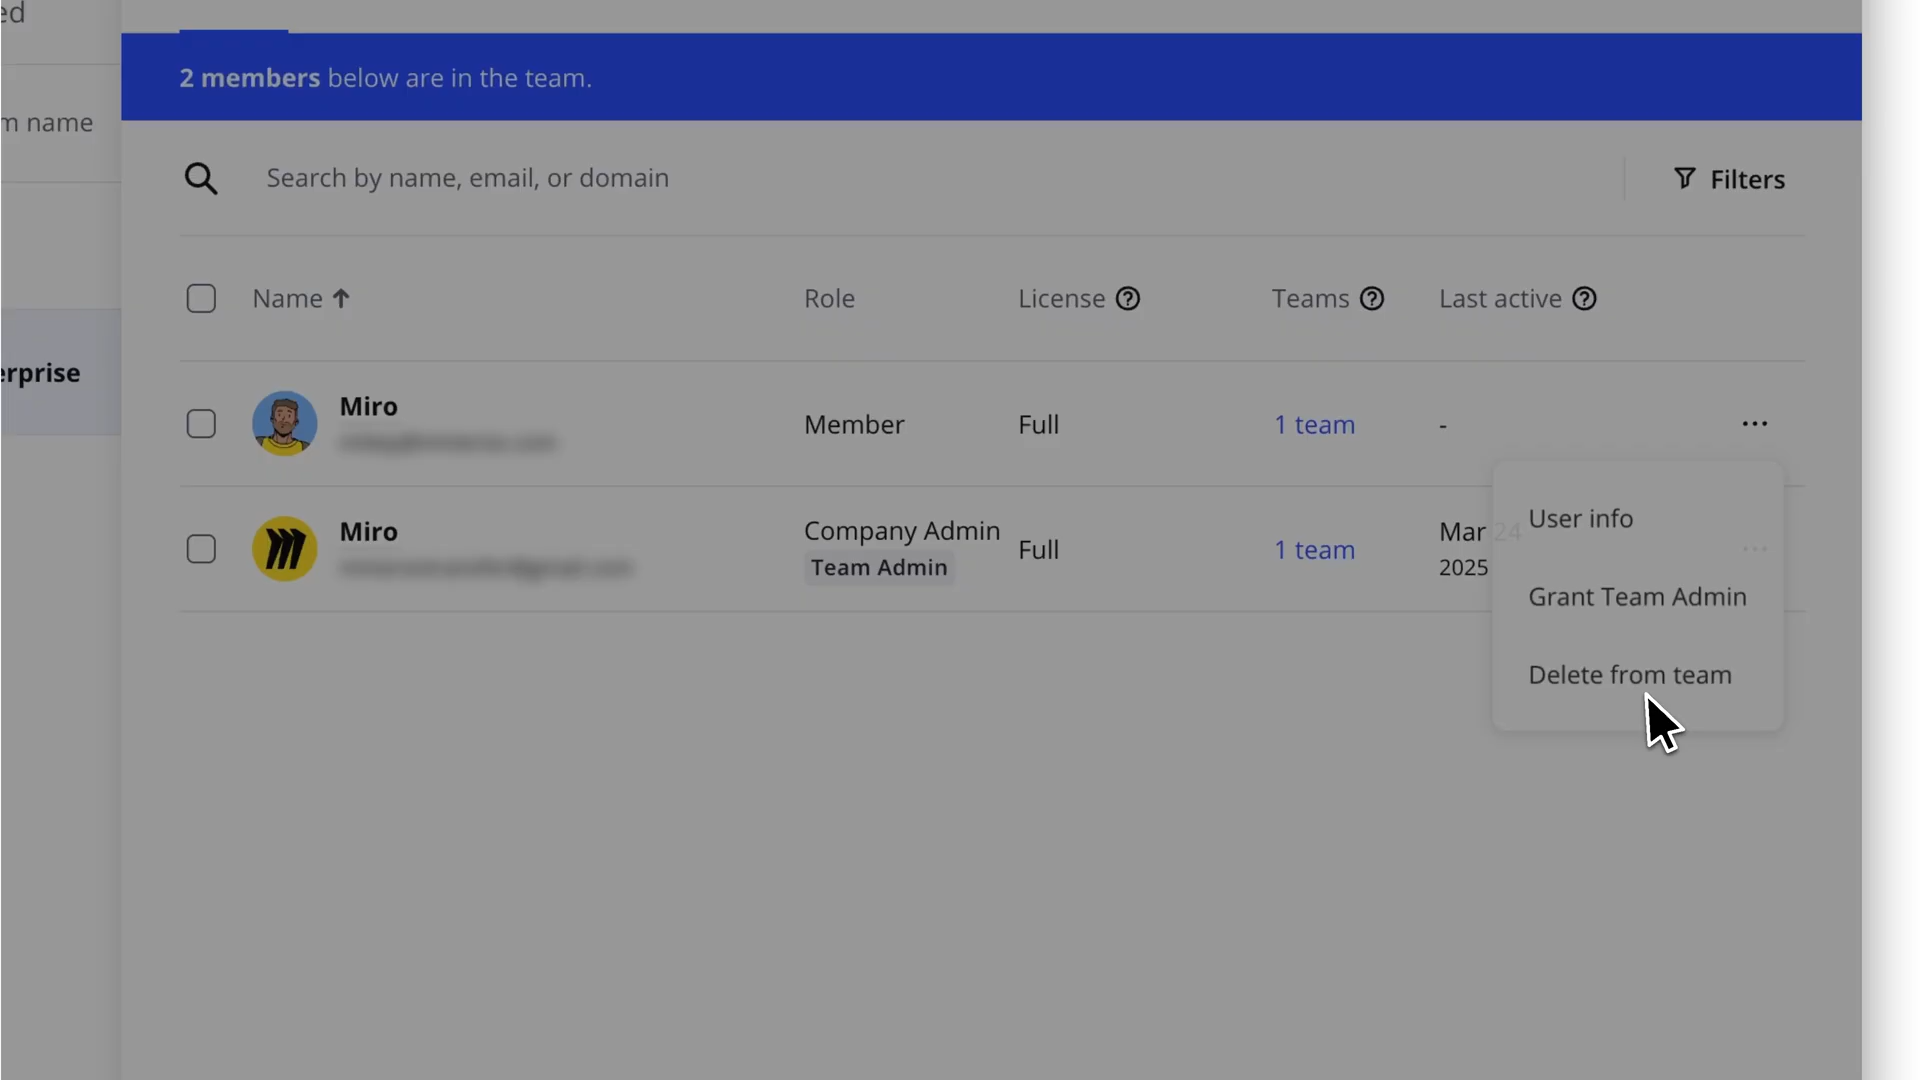 ed
2 members below are in the team.
m name
Search by name, email, or domain
Filters
Name Role License Teams Last active
erprise
Miro
Member Full 1 team -
Miro
Company Admin
Team Admin
Full 1 team
Mar 24
2025
User info
Grant Team Admin
Delete from team